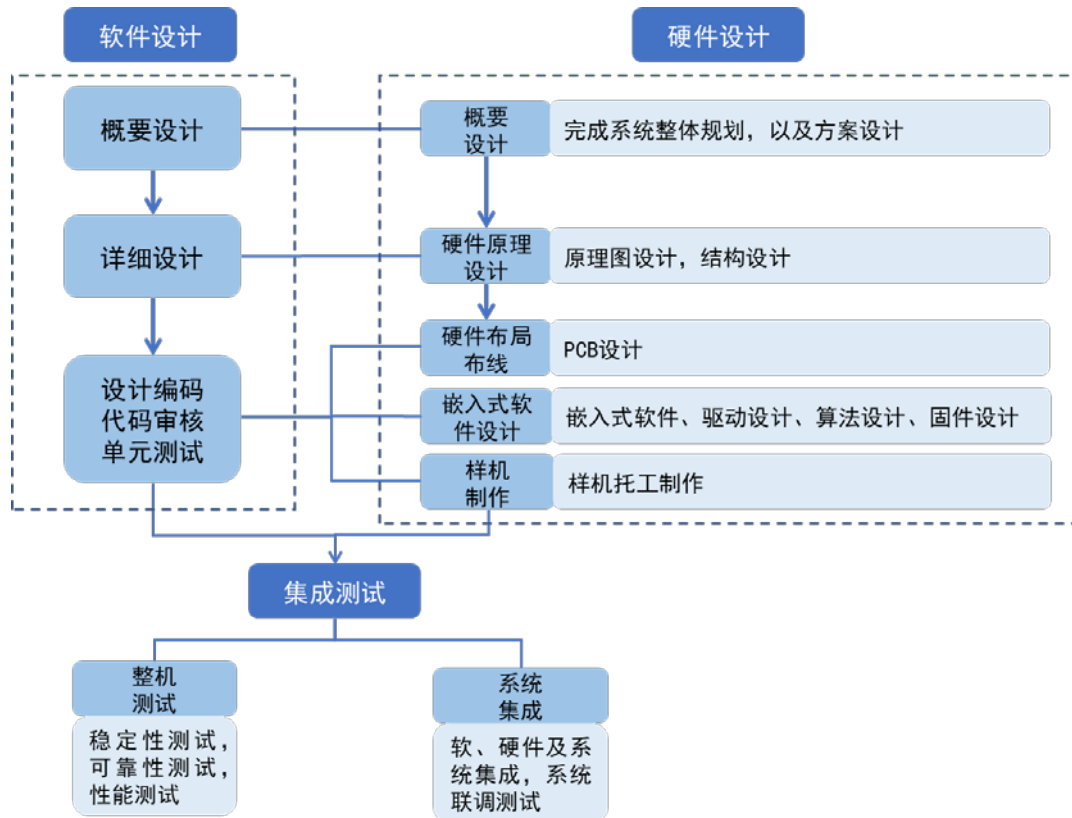 软件设计
硬件设计
概要设计
概要
设计
完成系统整体规划，以及方案设计
详细设计
硬件原理
设计
原理图设计，结构设计
设计编码
代码审核
单元测试
硬件布局
布线
PCB设计
嵌入式软
件设计
嵌入式软件、驱动设计、算法设计、固件设计
样机
制作
样机托工制作
集成测试
整机
测试
稳定性测试，
可靠性测试，
性能测试
系统
集成
软、硬件及系
统集成，系统
联调测试